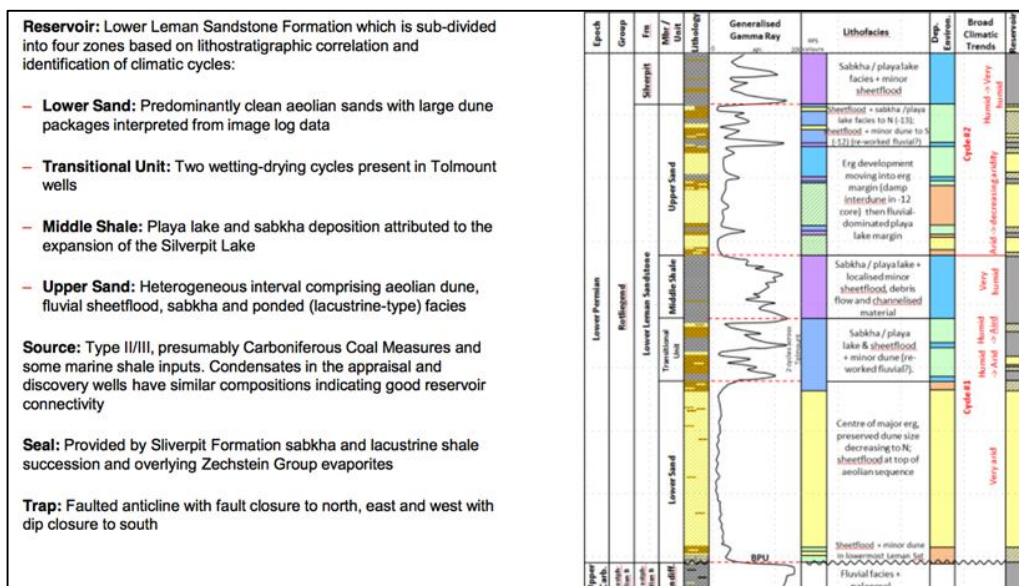 Reservoir: Lower Leman Sandstone Formation which is sub-divided
into four zones based on lithostratigraphic correlation and
identification of climatic cycles:
– Lower Sand: Predominantly clean aeolian sands with large dune
packages interpreted from image log data
– Transitional Unit: Two wetting-drying cycles present in Tolmount
wells
– Middle Shale: Playa lake and sabkha deposition attributed to the
expansion of the Silverpit Lake
– Upper Sand: Heterogeneous interval comprising aeolian dune,
fluvial sheetflood, sabkha and ponded (lacustrine-type) facies
Source: Type II/III, presumably Carboniferous Coal Measures and
some marine shale inputs. Condensates in the appraisal and
discovery wells have similar compositions indicating good reservoir
connectivity
Seal: Provided by Sliverpit Formation sabkha and lacustrine shale
succession and overlying Zechstein Group evaporites
Trap: Faulted anticline with fault closure to north, east and west with
dip closure to south
Epoch
Group
Fm
Mbr /
Unit
Lithology
Generalised
Gamma Ray
0
API
200
Lithofacies
Dep.
Environ.
Broad
Climatic
Trends
Reservoir
Lower Permian
Rotliegend
Silverpit
Lower Leman Sandstone
Upper Sand
Middle Shale
Transitional
Unit
Lower Sand
BPU
Upper
Carb.
2 cycles across
Sabkha / playa lake
facies + minor
sheetflood
Sheetflood + sabkha / playa
lake facies to N (-13);
sheetflood + minor dune to S
(-12) (re-worked fluvial?)
Erg development
moving into erg
margin (damp
interdune in -12
core) then fluvial-
dominated playa
lake margin
Sabkha / playa lake +
localised minor
sheetflood, debris
flow and channelised
material
Sabkha / playa
lake & sheetflood
+ minor dune (re-
worked fluvial?).
Centre of major erg,
preserved dune size
decreasing to N;
sheetflood at top of
aeolian sequence
Sheetflood + minor dune
in lowermost Leman Sst
Fluvial facies +
Humid -> Very
humid
Cycle#2
Arid -> decreasing aridity
Very
humid
Humid
-> Arid
Humid
-> Arid
Cycle#1
Very arid